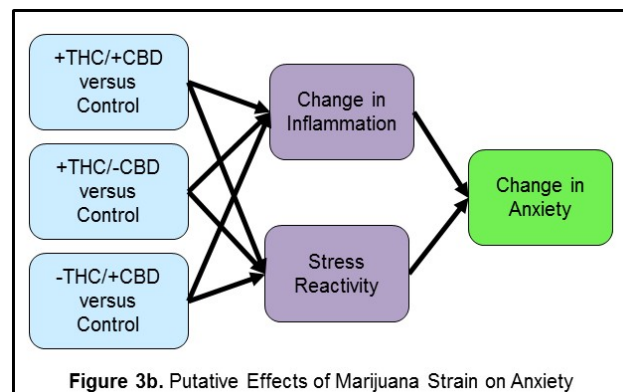 +THC/+CBD
versus
Control
+THC/-CBD
versus
Control
-THC/+CBD
versus
Control
Change in
Inflammation
Stress
Reactivity
Change in
Anxiety
Figure 3b. Putative Effects of Marijuana Strain on Anxiety